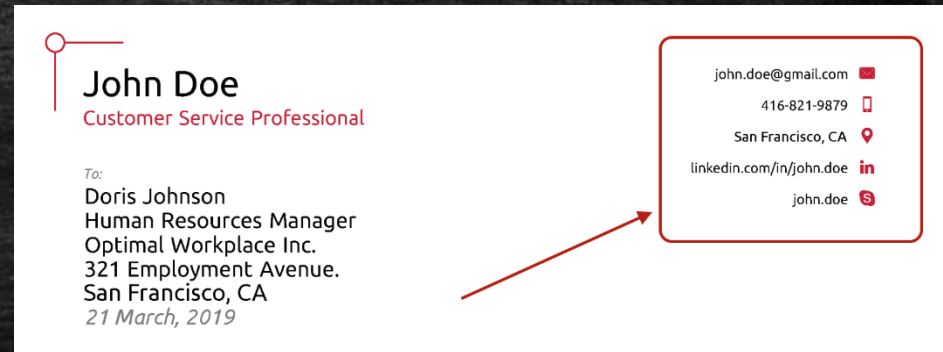 John Doe
Customer Service Professional
To:
Doris Johnson
Human Resources Manager
Optimal Workplace Inc.
321 Employment Avenue.
San Francisco, CA
21 March, 2019
john.doe@gmail.com
416-821-9879
San Francisco, CA
linkedin.com/in/john.doe in
john.doe S